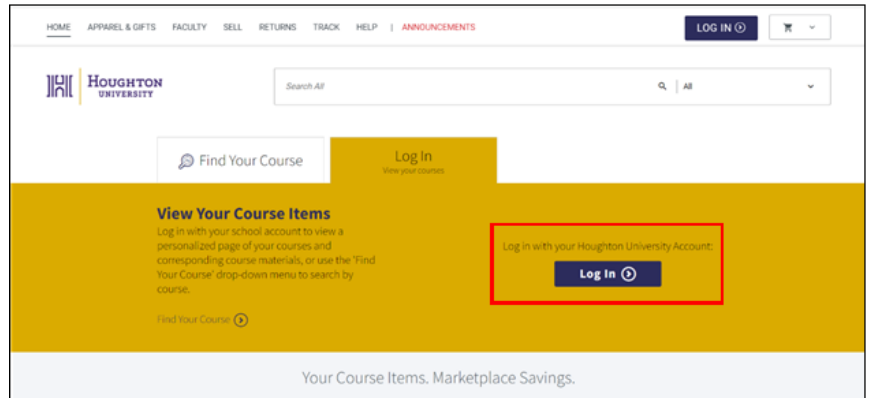 HOME APPAREL & GIFTS FACULTY SELL RETURNS TRACK HELP | ANNOUNCEMENTS LOG IN
HOUGHTON
UNIVERSITY
Search All All
Find Your Course
Log In
View your courses
View Your Course Items
Log in with your school account to view a
personalized page of your courses and
corresponding course materials, or use the 'Find
Your Course' drop-down menu to search by
course.
Find Your Course
Log in with your Houghton University Account:
Log In
Your Course Items. Marketplace Savings.